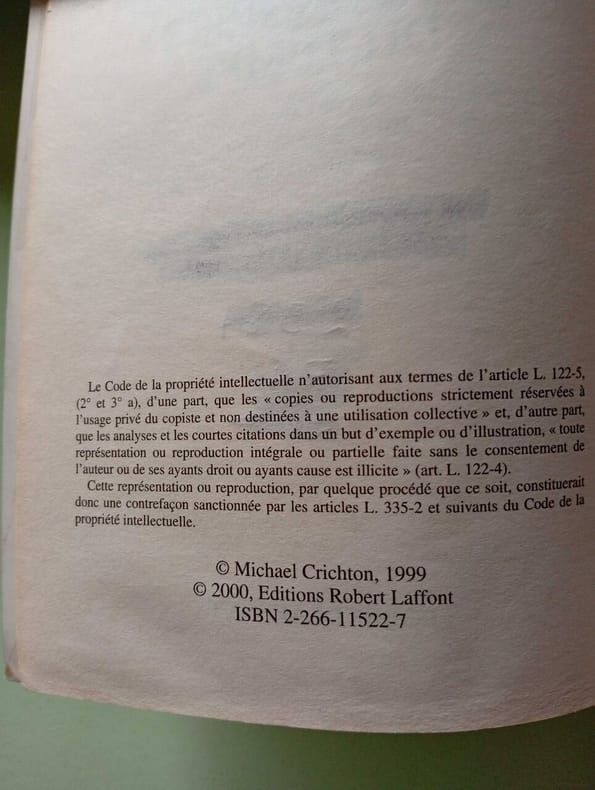 Le Code de la propriété intellectuelle n'autorisant aux termes de l'article L. 122-5,
(2° et 3° a), d'une part, que les « copies ou reproductions strictement réservées à
l'usage privé du copiste et non destinées à une utilisation collective » et, d'autre part,
que les analyses et les courtes citations dans un but d'exemple ou d'illustration, « toute
représentation ou reproduction intégrale ou partielle faite sans le consentement de
l'auteur ou de ses ayants droit ou ayants cause est illicite » (art. L. 122-4).
Cette représentation ou reproduction, par quelque procédé que ce soit, constituerait
donc une contrefaçon sanctionnée par les articles L. 335-2 et suivants du Code de la
propriété intellectuelle.
© Michael Crichton, 1999
© 2000, Editions Robert Laffont
ISBN 2-266-11522-7